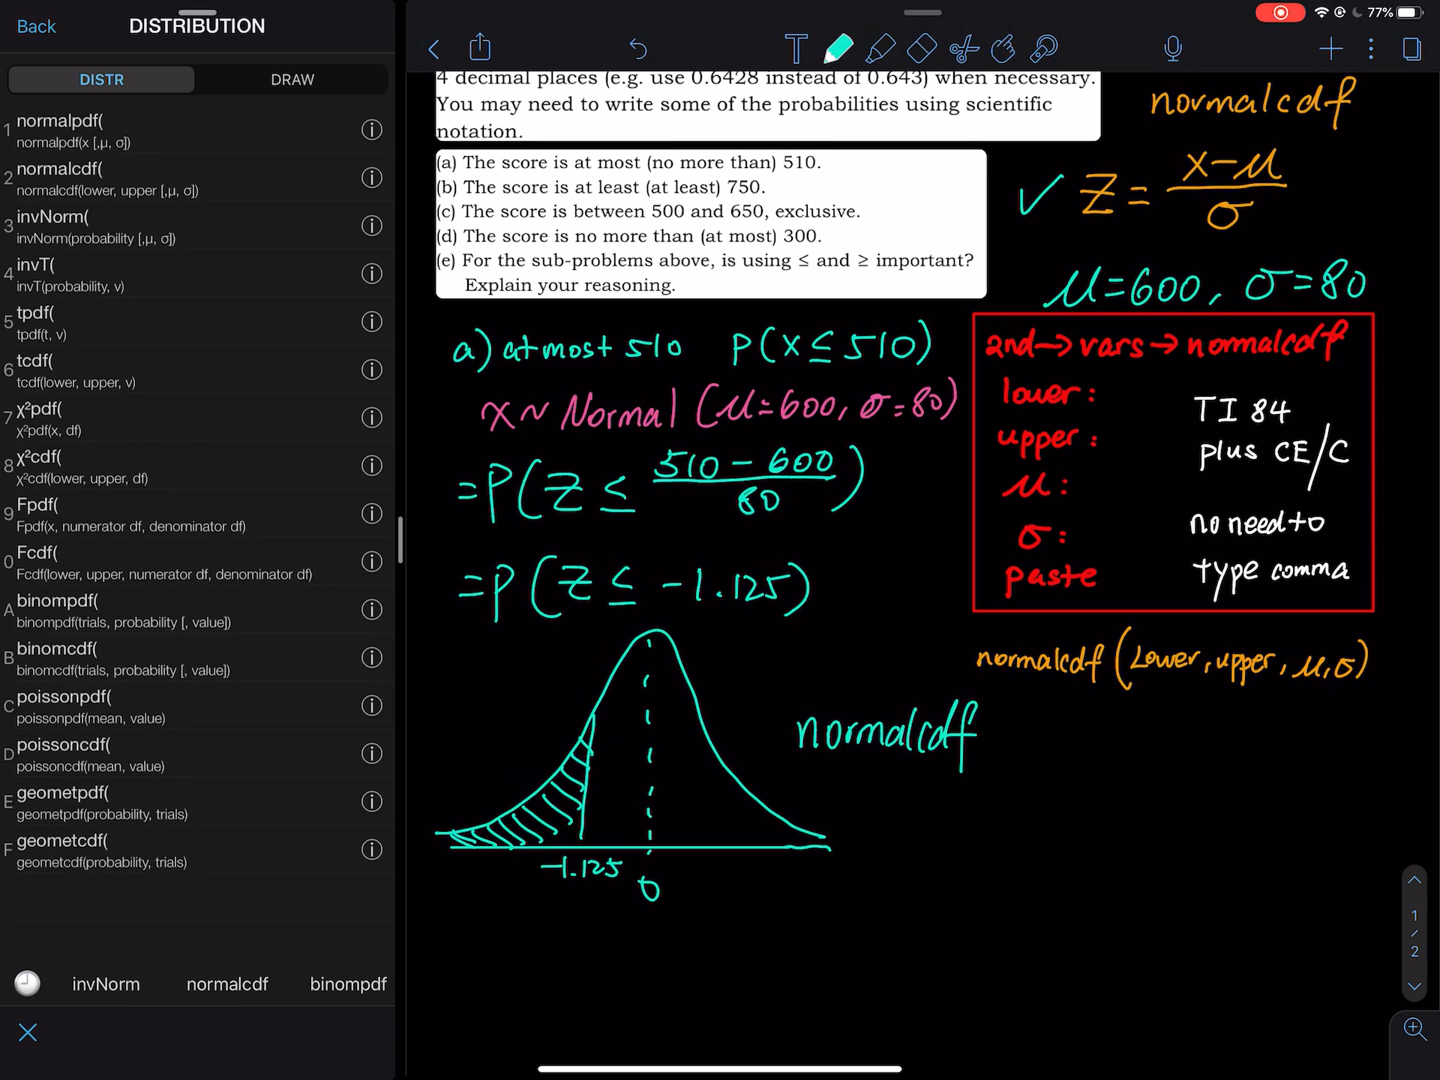 Back
DISTRIBUTION
DISTR
DRAW
1 normalpdf(
normalpdf(x [,μ, σ])
2 normalcdf(
normalcdf(lower, upper [,μ, σ])
3 invNorm(
invNorm(probability [,μ, σ])
4 invT(
invT(probability, v)
5 tpdf(
tpdf(t, v)
6 tcdf(
tcdf(lower, upper, v)
7 χ²pdf(
χ²pdf(x, df)
8 χ²cdf(
χ²cdf(lower, upper, df)
9 Fpdf(
Fpdf(x, numerator df, denominator df)
0 Fcdf(
Fcdf(lower, upper, numerator df, denominator df)
A binompdf(
binompdf(trials, probability [, value])
B binomcdf(
binomcdf(trials, probability [, value])
C poissonpdf(
poissonpdf(mean, value)
D poissoncdf(
poissoncdf(mean, value)
E geometpdf(
geometpdf(probability, trials)
F geometcdf(
geometcdf(probability, trials)
invNorm normalcdf binompdf
77%
4 decimal places (e.g. use 0.6428 instead of 0.643) when necessary.
You may need to write some of the probabilities using scientific
notation.
(a) The score is at most (no more than) 510.
(b) The score is at least (at least) 750.
(c) The score is between 500 and 650, exclusive.
(d) The score is no more than (at most) 300.
(e) For the sub-problems above, is using ≤ and ≥ important?
Explain your reasoning.
normalcdf
✓ Z = x-μ / σ
μ=600, σ=80
a) at most 510 P(x ≤ 510)
x ~ Normal (μ=600, σ=80)
= P(Z ≤ 510 - 600 / 80)
= P(Z ≤ -1.125)
-1.125
0
normalcdf
2nd → vars → normalcdf
lower:
upper:
μ:
σ:
paste
TI 84
plus CE/C
no need to
type comma
normalcdf (Lower, upper, μ, σ)
1
/
2